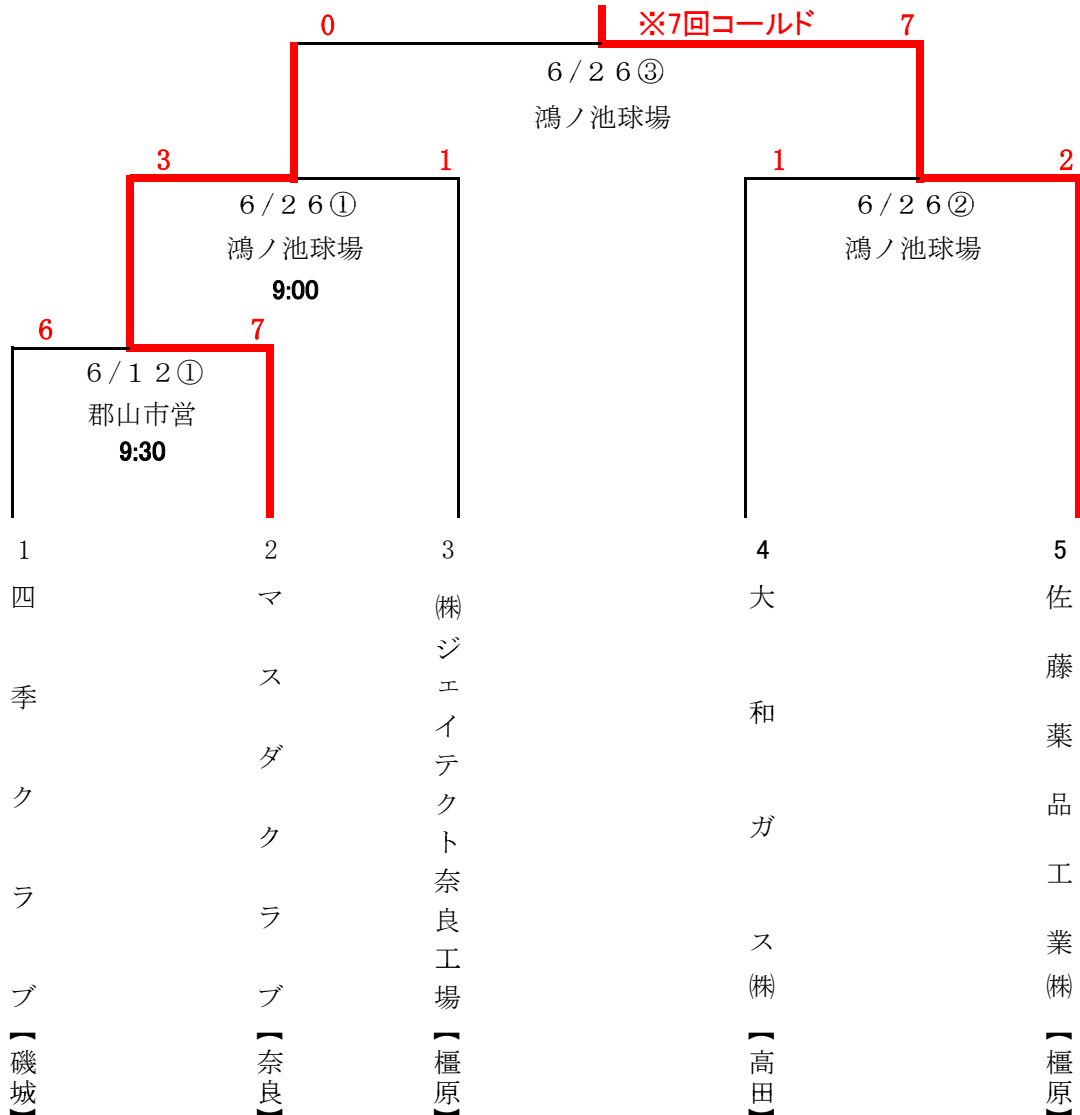 ※7回コールド
0
7
6/26③
鴻ノ池球場
3
1
1
2
6/26①
鴻ノ池球場
9:00
6/26②
鴻ノ池球場
6
7
6/12①
郡山市営
9:30
1
四季クラブ【磯城】
2
マスダクラブ【奈良】
3
㈱ジェイテクト奈良工場【橿原】
4
大和ガス㈱【高田】
5
佐藤薬品工業㈱【橿原】